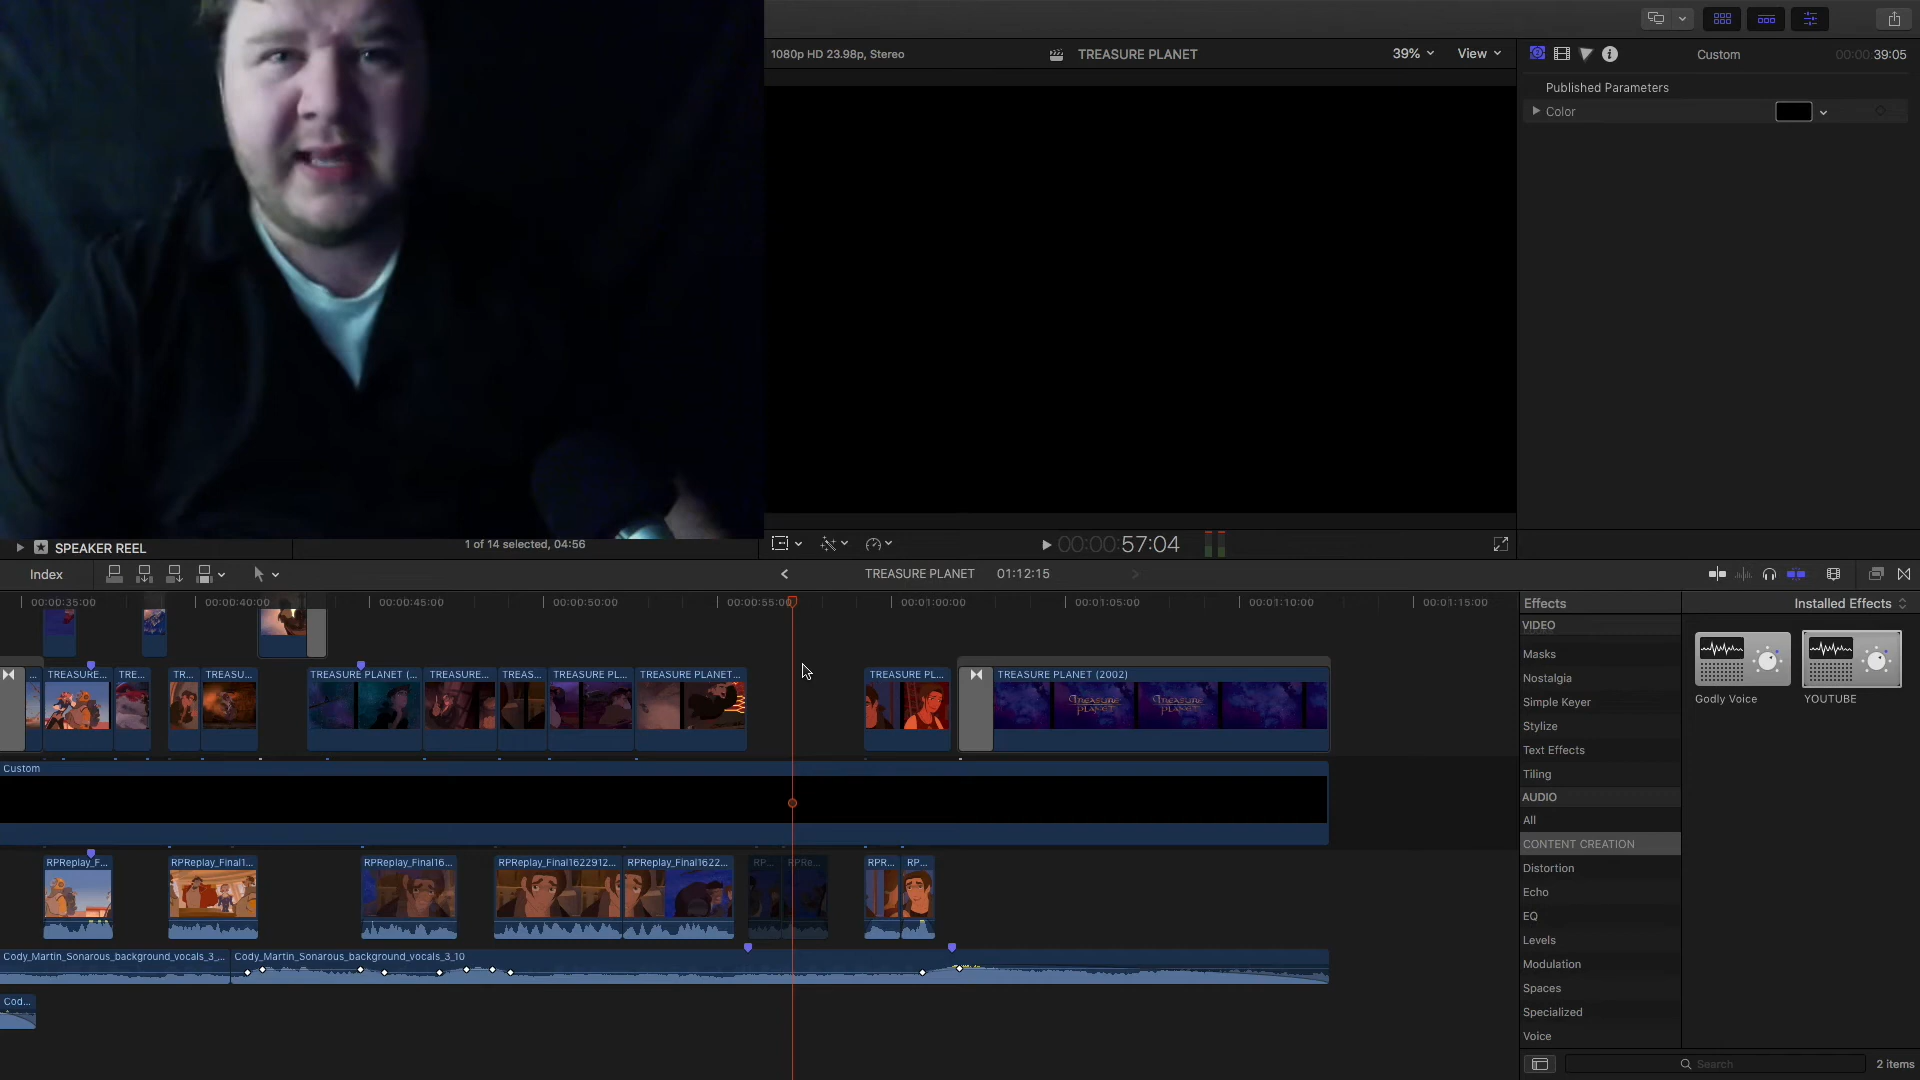 1080p HD 23.98p, Stereo
TREASURE PLANET
39%
View
Custom
00:00:39:05
Published Parameters
Color
SPEAKER REEL
1 of 14 selected, 04:56
00:00:57:04
Index
TREASURE PLANET
01:12:15
00:00:35:00
00:00:40:00
00:00:45:00
00:00:50:00
00:00:55:00
00:01:00:00
00:01:05:00
00:01:10:00
00:01:15:00
...
TREASURE...
TRE...
TR...
TREASU...
TREASURE PLANET (...
TREASURE...
TREAS...
TREASURE PL...
TREASURE PLANET...
TREASURE PL...
TREASURE PLANET (2002)
TREASURE PLANET
TREASURE PLANET
Custom
RPReplay_F...
RPReplay_Final1...
RPReplay_Final16...
RPReplay_Final1622912...
RPReplay_Final1622...
RP...
RPRe...
RPR...
RP...
Cody_Martin_Sonarous_background_vocals_3_...
Cody_Martin_Sonarous_background_vocals_3_10
Cod...
Effects
Installed Effects
VIDEO
Masks
Nostalgia
Simple Keyer
Stylize
Text Effects
Tiling
AUDIO
All
CONTENT CREATION
Distortion
Echo
EQ
Levels
Modulation
Spaces
Specialized
Voice
Godly Voice
YOUTUBE
Search
2 items